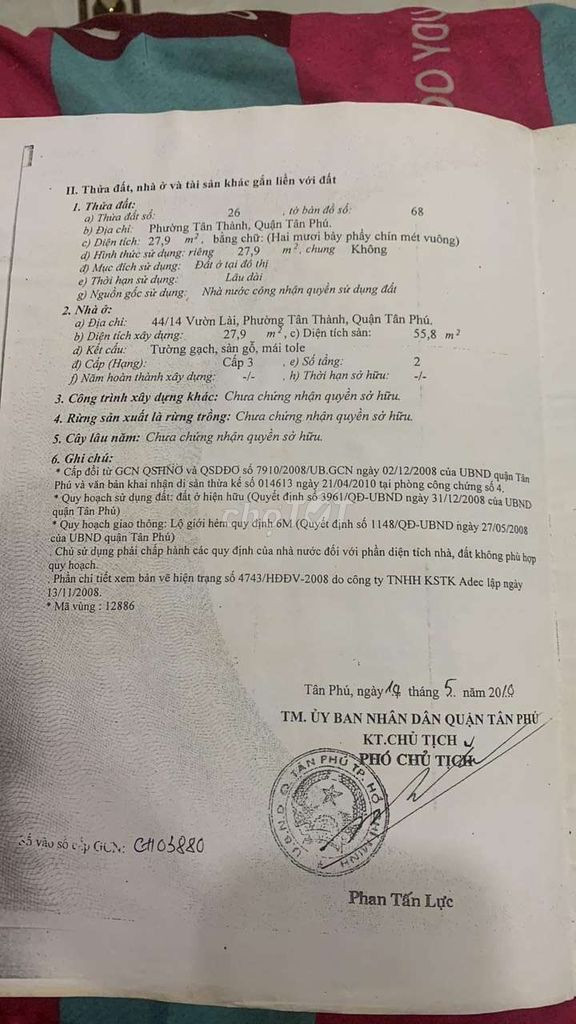 DO YOU
II. Thửa đất, nhà ở và tài sản khác gắn liền với đất
1. Thửa đất:
a) Thửa đất số: 26 , tờ bản đồ số: 68
b) Địa chỉ: Phường Tân Thành, Quận Tân Phú.
c) Diện tích: 27,9 m², bằng chữ: (Hai mươi bảy phẩy chín mét vuông)
d) Hình thức sử dụng: riêng 27,9 m², chung Không
đ) Mục đích sử dụng: Đất ở tại đô thị
e) Thời hạn sử dụng: Lâu dài
g) Nguồn gốc sử dụng: Nhà nước công nhận quyền sử dụng đất
2. Nhà ở:
a) Địa chỉ: 44/14 Vườn Lài, Phường Tân Thành, Quận Tân Phú.
b) Diện tích xây dựng: 27,9 m², c) Diện tích sàn: 55,8 m²
d) Kết cấu: Tường gạch, sàn gỗ, mái tole
đ) Cấp (Hạng): Cấp 3 , e) Số tầng: 2
f) Năm hoàn thành xây dựng: -/- , h) Thời hạn sở hữu: -/-
3. Công trình xây dựng khác: Chưa chứng nhận quyền sở hữu.
4. Rừng sản xuất là rừng trồng: Chưa chứng nhận quyền sở hữu.
5. Cây lâu năm: Chưa chứng nhận quyền sở hữu.
6. Ghi chú:
* Cấp đổi từ GCN QSHNỞ và QSDĐỞ số 7910/2008/UB.GCN ngày 02/12/2008 của UBND quận Tân
Phú và văn bản khai nhận di sản thừa kế số 014613 ngày 21/04/2010 tại phòng công chứng số 4.
* Quy hoạch sử dụng đất: đất ở hiện hữu (Quyết định số 3961/QĐ-UBND ngày 31/12/2008 của UBND
quận Tân Phú)
* Quy hoạch giao thông: Lộ giới hẻm quy định 6M (Quyết định số 1148/QĐ-UBND ngày 27/05/2008
của UBND quận Tân Phú)
. Chủ sử dụng phải chấp hành các quy định của nhà nước đối với phần diện tích nhà, đất không phù hợp
quy hoạch.
. Phần chi tiết xem bản vẽ hiện trạng số 4743/HĐĐV-2008 do công ty TNHH KSTK Adec lập ngày
13/11/2008.
* Mã vùng : 12886
chợTỐT
Tân Phú, ngày 19 tháng 5. năm 2010
TM. ỦY BAN NHÂN DÂN QUẬN TÂN PHÚ
KT.CHỦ TỊCH
PHÓ CHỦ TỊCH
U.B.N.D Q. TÂN PHÚ TP. HỒ CHÍ MINH
Số vào sổ cấp GCN: CH03880
Phan Tấn Lực